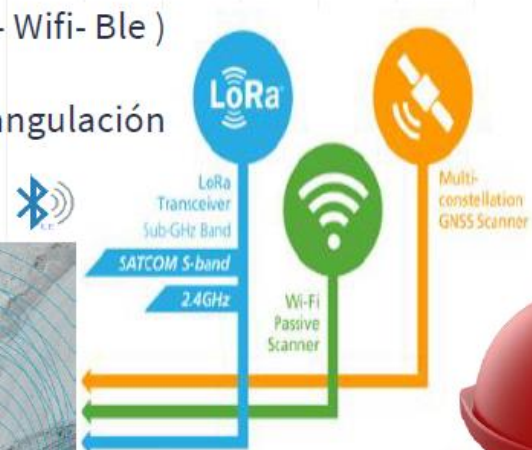 - Wifi- Ble )
angulación
LoRa
LoRa
Transceiver
Sub-GHz Band
SATCOM S-band
2.4GHz
Wi-Fi
Passive
Scanner
Multi-
constellation
GNSS Scanner